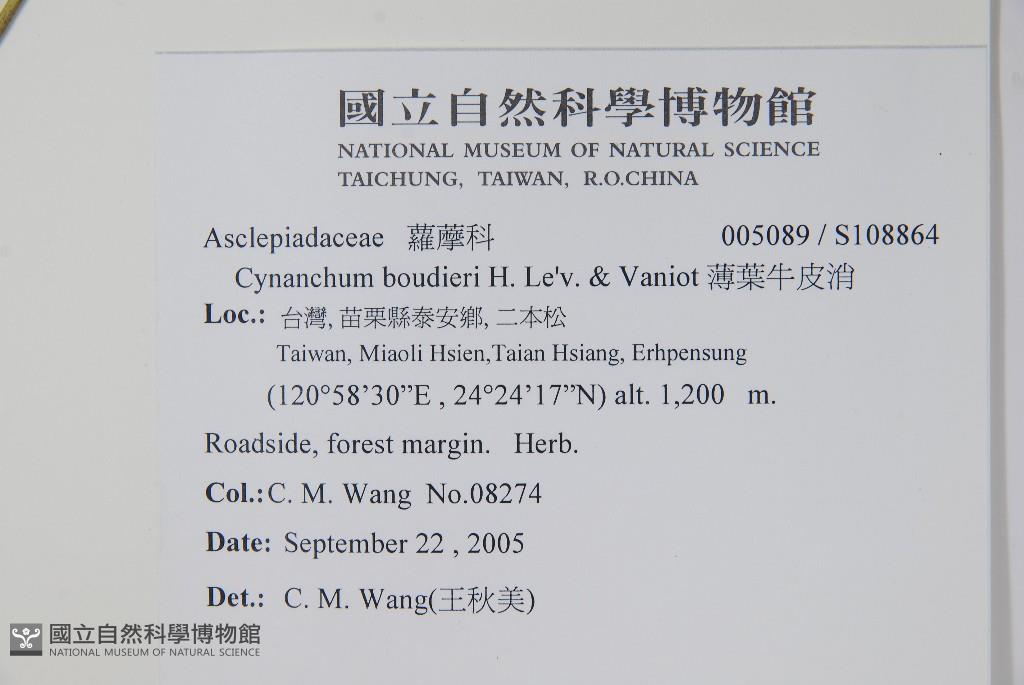 國立自然科學博物館
NATIONAL MUSEUM OF NATURAL SCIENCE
TAICHUNG, TAIWAN, R.O.CHINA
Asclepiadaceae 蘿藦科 005089 / S108864
Cynanchum boudieri H. Le'v. & Vaniot 薄葉牛皮消
Loc.: 台灣, 苗栗縣泰安鄉, 二本松
Taiwan, Miaoli Hsien,Taian Hsiang, Erhpensung
(120°58’30”E , 24°24’17”N) alt. 1,200 m.
Roadside, forest margin. Herb.
Col.:C. M. Wang No.08274
Date: September 22 , 2005
Det.: C. M. Wang(王秋美)
國立自然科學博物館
NATIONAL MUSEUM OF NATURAL SCIENCE